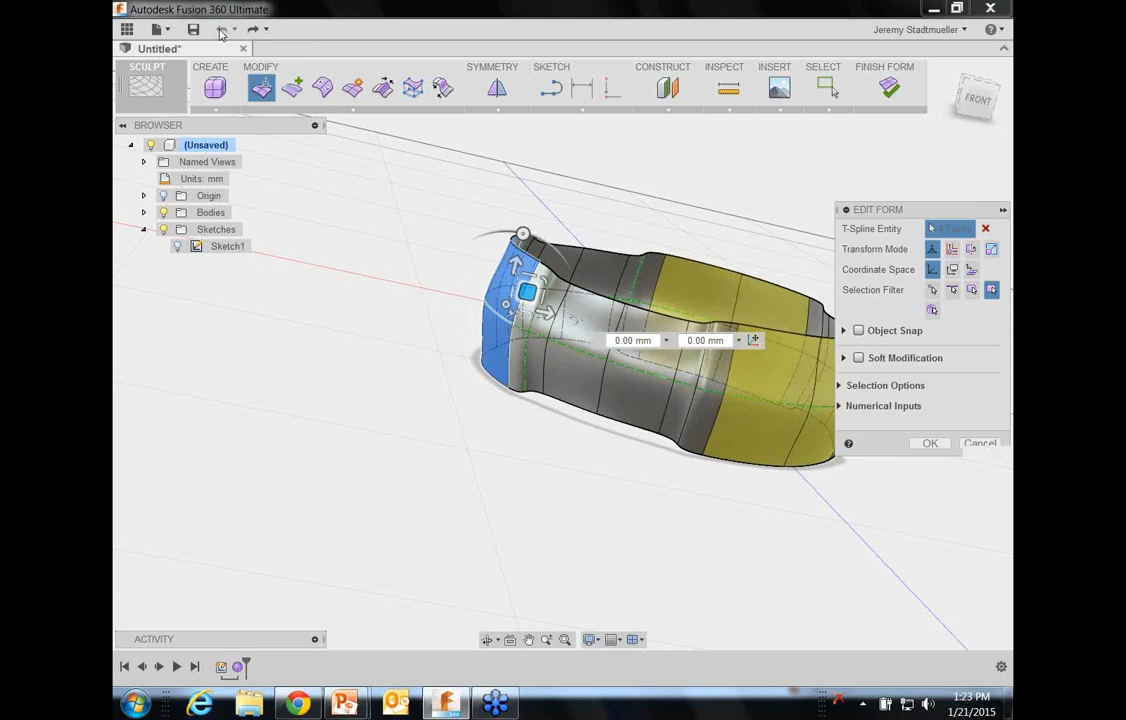 Autodesk Fusion 360 Ultimate
Jeremy Stadtmueller
Untitled*
SCULPT CREATE MODIFY SYMMETRY SKETCH CONSTRUCT INSPECT INSERT SELECT FINISH FORM
FRONT
BROWSER
(Unsaved)
Named Views
Units: mm
Origin
Bodies
Sketches
Sketch1
EDIT FORM
T-Spline Entity 4 Faces
Transform Mode
Coordinate Space
Selection Filter
Object Snap
Soft Modification
Selection Options
Numerical Inputs
OK Cancel
0.00 mm 0.00 mm
ACTIVITY
1:23 PM
1/21/2015